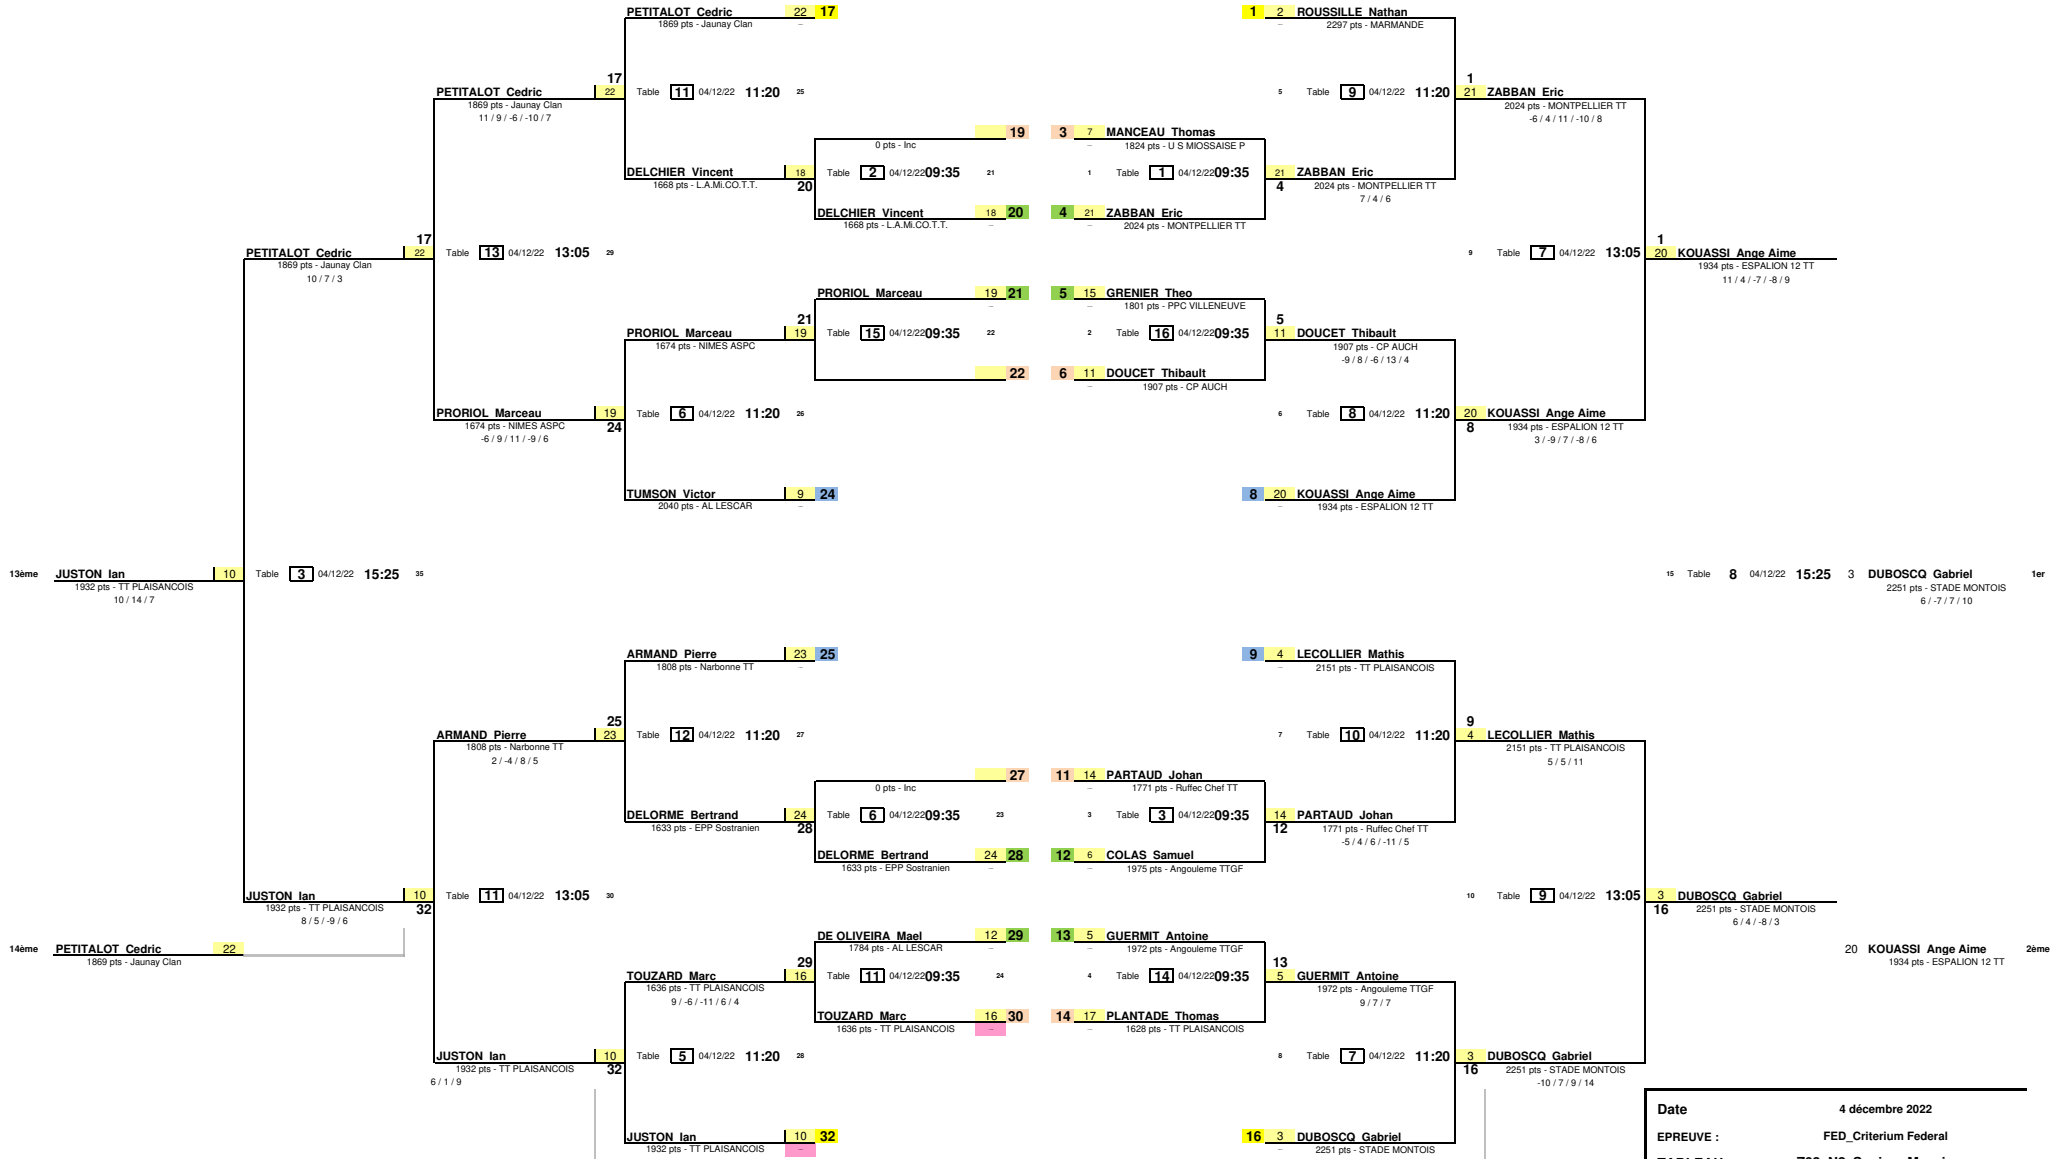 PETITALOT Cedric 22 17 1 2 ROUSSILLE Nathan
1869 pts - Jaunay Clan – – 2297 pts - MARMANDE
17 1
PETITALOT Cedric 22 Table 11 04/12/22 11:20 25 5 Table 9 04/12/22 11:20 21 ZABBAN Eric
1869 pts - Jaunay Clan 2024 pts - MONTPELLIER TT
11 / 9 / -6 / -10 / 7 -6 / 4 / 11 / -10 / 8
19 3 7 MANCEAU Thomas
0 pts - Inc – 1824 pts - U S MIOSSAISE P
DELCHIER Vincent 18 Table 2 04/12/22 09:35 21 1 Table 1 04/12/22 09:35 21 ZABBAN Eric
1668 pts - L.A.Mi.CO.T.T. 20 4 2024 pts - MONTPELLIER TT
7 / 4 / 6
DELCHIER Vincent 18 20 4 21 ZABBAN Eric
1668 pts - L.A.Mi.CO.T.T. – – 2024 pts - MONTPELLIER TT
17 1
PETITALOT Cedric 22 Table 13 04/12/22 13:05 29 9 Table 7 04/12/22 13:05 20 KOUASSI Ange Aime
1869 pts - Jaunay Clan 1934 pts - ESPALION 12 TT
10 / 7 / 3 11 / 4 / -7 / -8 / 9
PRORIOL Marceau 19 21 5 15 GRENIER Theo
– – 1801 pts - PPC VILLENEUVE
21 5
PRORIOL Marceau 19 Table 15 04/12/22 09:35 22 2 Table 16 04/12/22 09:35 11 DOUCET Thibault
1674 pts - NIMES ASPC 1907 pts - CP AUCH
-9 / 8 / -6 / 13 / 4
22 6 11 DOUCET Thibault
– 1907 pts - CP AUCH
PRORIOL Marceau 19 Table 6 04/12/22 11:20 26 6 Table 8 04/12/22 11:20 20 KOUASSI Ange Aime
1674 pts - NIMES ASPC 24 8 1934 pts - ESPALION 12 TT
-6 / 9 / 11 / -9 / 6 3 / -9 / 7 / -8 / 6
TUMSON Victor 9 24 8 20 KOUASSI Ange Aime
2040 pts - AL LESCAR – – 1934 pts - ESPALION 12 TT
13ème JUSTON Ian 10 Table 3 04/12/22 15:25 35 15 Table 8 04/12/22 15:25 3 DUBOSCQ Gabriel 1er
1932 pts - TT PLAISANCOIS 2251 pts - STADE MONTOIS
10 / 14 / 7 6 / -7 / 7 / 10
ARMAND Pierre 23 25 9 4 LECOLLIER Mathis
1808 pts - Narbonne TT – – 2151 pts - TT PLAISANCOIS
25 9
ARMAND Pierre 23 Table 12 04/12/22 11:20 27 7 Table 10 04/12/22 11:20 4 LECOLLIER Mathis
1808 pts - Narbonne TT 2151 pts - TT PLAISANCOIS
2 / -4 / 8 / 5 5 / 5 / 11
27 11 14 PARTAUD Johan
0 pts - Inc – 1771 pts - Ruffec Chef TT
DELORME Bertrand 24 Table 6 04/12/22 09:35 23 3 Table 3 04/12/22 09:35 14 PARTAUD Johan
1633 pts - EPP Sostranien 28 12 1771 pts - Ruffec Chef TT
-5 / 4 / 6 / -11 / 5
DELORME Bertrand 24 28 12 6 COLAS Samuel
1633 pts - EPP Sostranien – – 1975 pts - Angouleme TTGF
JUSTON Ian 10 Table 11 04/12/22 13:05 30 10 Table 9 04/12/22 13:05 3 DUBOSCQ Gabriel
1932 pts - TT PLAISANCOIS 32 16 2251 pts - STADE MONTOIS
8 / 5 / -9 / 6 6 / 4 / -8 / 3
DE OLIVEIRA Mael 12 29 13 5 GUERMIT Antoine
1784 pts - AL LESCAR – – 1972 pts - Angouleme TTGF
14ème PETITALOT Cedric 22 20 KOUASSI Ange Aime 2ème
1869 pts - Jaunay Clan 1934 pts - ESPALION 12 TT
29 13
TOUZARD Marc 16 Table 11 04/12/22 09:35 24 4 Table 14 04/12/22 09:35 5 GUERMIT Antoine
1636 pts - TT PLAISANCOIS 1972 pts - Angouleme TTGF
9 / -6 / -11 / 6 / 4 9 / 7 / 7
TOUZARD Marc 16 30 14 17 PLANTADE Thomas
1636 pts - TT PLAISANCOIS – – 1628 pts - TT PLAISANCOIS
JUSTON Ian 10 Table 5 04/12/22 11:20 28 8 Table 7 04/12/22 11:20 3 DUBOSCQ Gabriel
1932 pts - TT PLAISANCOIS 32 16 2251 pts - STADE MONTOIS
6 / 1 / 9 -10 / 7 / 9 / 14
Date 4 décembre 2022
EPREUVE : FED_Criterium Federal
JUSTON Ian 10 32 16 3 DUBOSCQ Gabriel
1932 pts - TT PLAISANCOIS – – 2251 pts - STADE MONTOIS